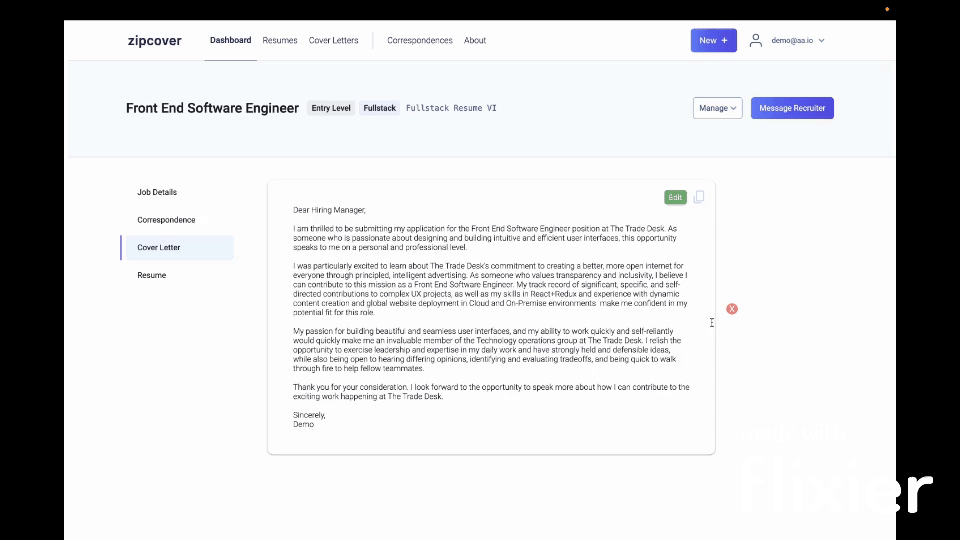 zipcover
Dashboard
Resumes
Cover Letters
Correspondences
About
New +
demo@aa.io
Front End Software Engineer
Entry Level
Fullstack
Fullstack Resume VI
Manage
Message Recruiter
Job Details
Correspondence
Cover Letter
Resume
Edit
Dear Hiring Manager,
I am thrilled to be submitting my application for the Front End Software Engineer position at The Trade Desk. As
someone who is passionate about designing and building intuitive and efficient user interfaces, this opportunity
speaks to me on a personal and professional level.
I was particularly excited to learn about The Trade Desk's commitment to creating a better, more open internet for
everyone through principled, intelligent advertising. As someone who values transparency and inclusivity, I believe I
can contribute to this mission as a Front End Software Engineer. My track record of significant, specific, and self-
directed contributions to complex UX projects, as well as my skills in React+Redux and experience with dynamic
content creation and global website deployment in Cloud and On-Premise environments, make me confident in my
potential fit for this role.
My passion for building beautiful and seamless user interfaces, and my ability to work quickly and self-reliantly
would quickly make me an invaluable member of the Technology operations group at The Trade Desk. I relish the
opportunity to exercise leadership and expertise in my daily work and have strongly held and defensible ideas,
while also being open to hearing differing opinions, identifying and evaluating tradeoffs, and being quick to walk
through fire to help fellow teammates.
Thank you for your consideration. I look forward to the opportunity to speak more about how I can contribute to the
exciting work happening at The Trade Desk.
Sincerely,
Demo
X
flixier